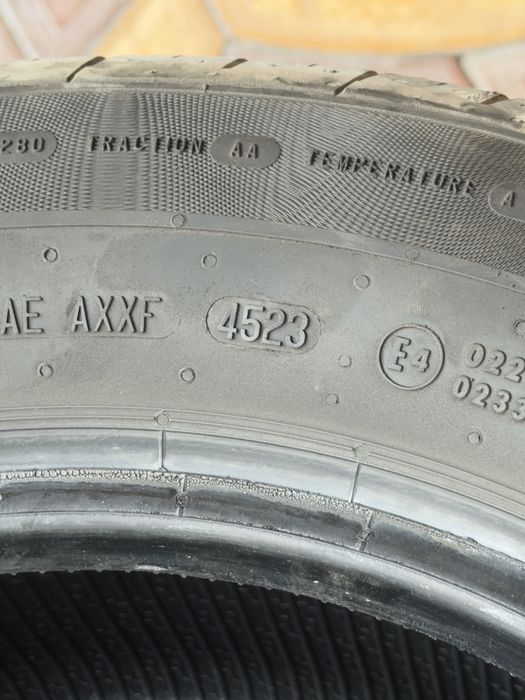 280 TRACTION AA TEMPERATURE A
AE AXXF 4523 E4 022
0233